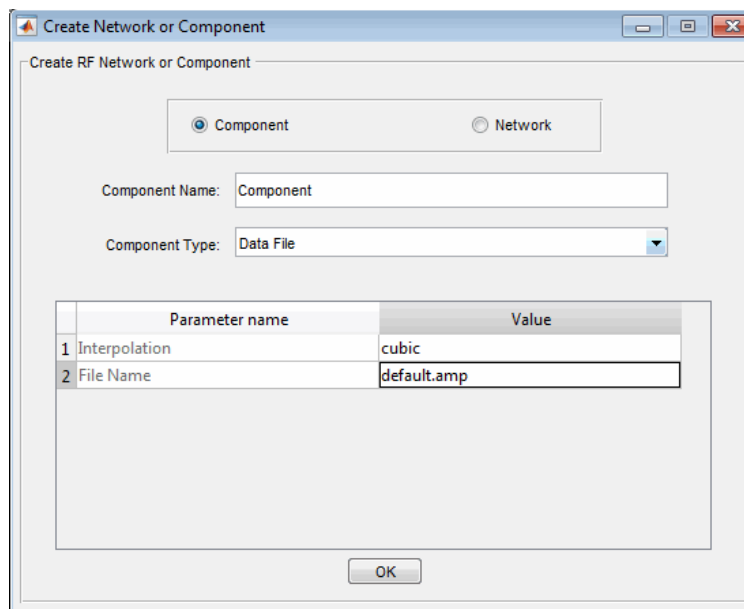 Create Network or Component
Create RF Network or Component
Component Network
Component Name: Component
Component Type: Data File
Parameter name Value
1 Interpolation cubic
2 File Name default.amp
OK